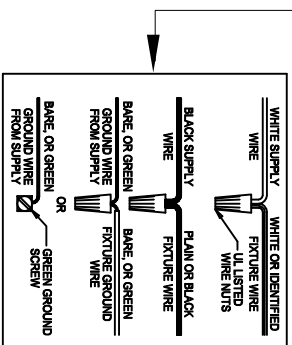 WHITE SUPPLY
WIRE
WHITE OR IDENTIFIED
FIXTURE WIRE
UL LISTED
WIRE NUTS
BLACK SUPPLY
WIRE
PLAIN OR BLACK
FIXTURE WIRE
BARE, OR GREEN
GROUND WIRE
FROM SUPPLY
BARE, OR GREEN
FIXTURE GROUND
WIRE
OR
BARE, OR GREEN
GROUND WIRE
FROM SUPPLY
GREEN GROUND
SCREW